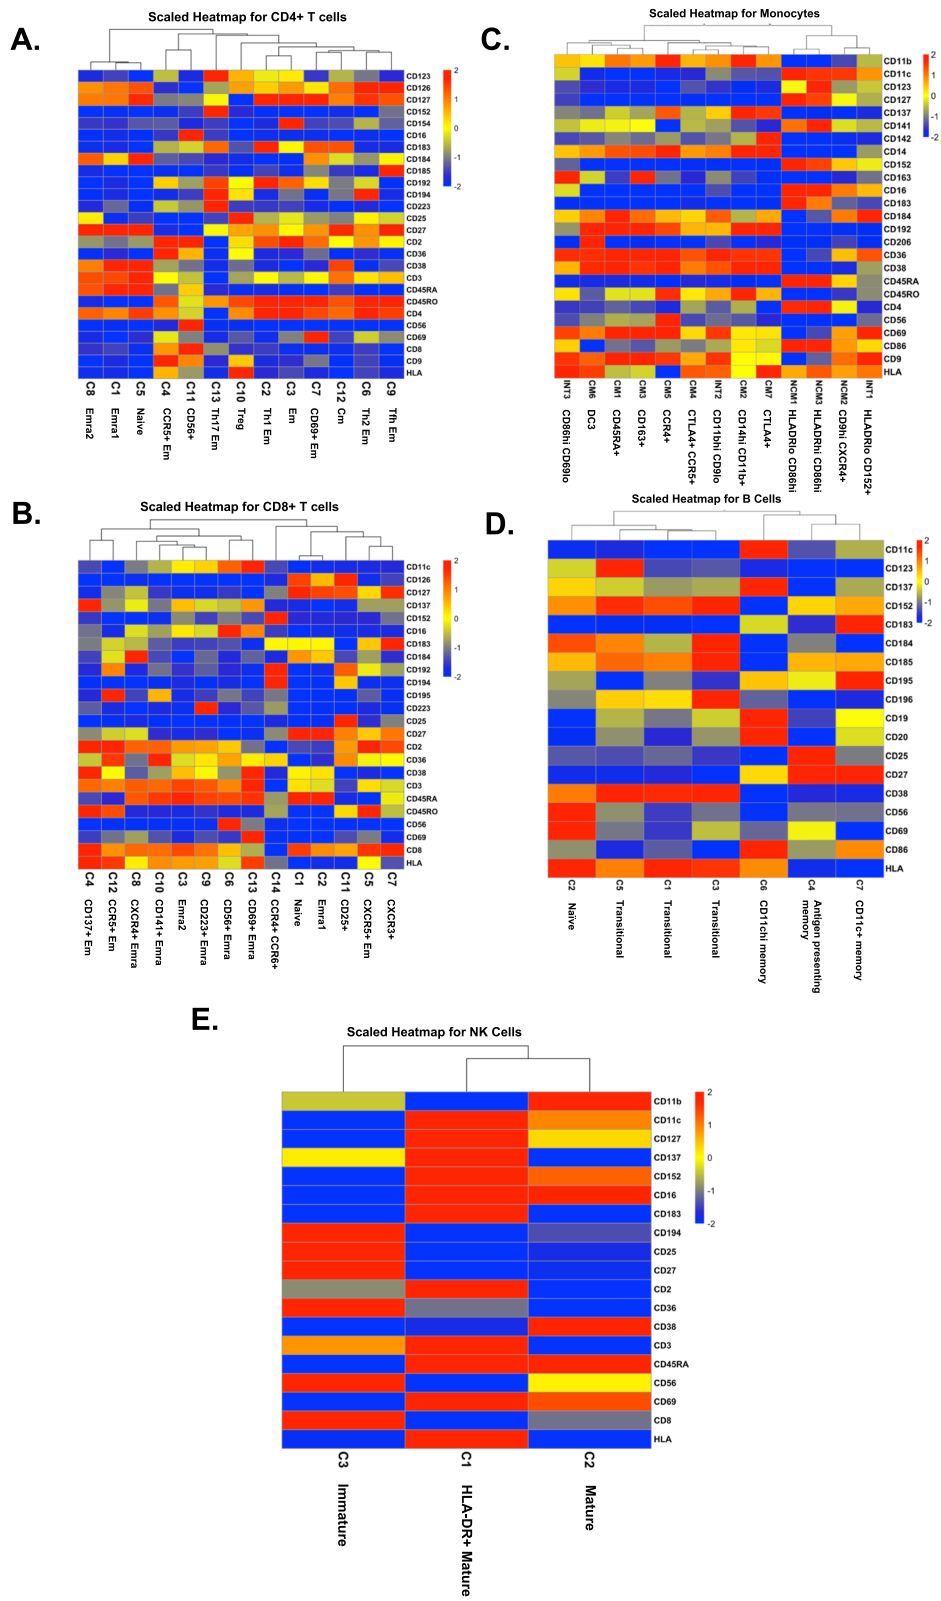 A.
Scaled Heatmap for CD4+ T cells
CD123
CD126
CD127
CD152
CD154
CD16
CD183
CD184
CD185
CD192
CD194
CD223
CD25
CD27
CD2
CD36
CD38
CD3
CD45RA
CD45RO
CD4
CD56
CD69
CD8
CD9
HLA
2
1
0
-1
-2
C8 Emra2
C1 Emra1
C5 Naive
C4 CCR5+ Em
C11 CD56+
C13 Th17 Em
C10 Treg
C2 Th1 Em
C3 Em
C7 CD69+ Em
C12 Cm
C6 Th2 Em
C9 Tfh Em
B.
Scaled Heatmap for CD8+ T cells
CD11c
CD126
CD127
CD137
CD152
CD16
CD183
CD184
CD192
CD194
CD195
CD223
CD25
CD27
CD2
CD36
CD38
CD3
CD45RA
CD45RO
CD56
CD69
CD8
HLA
2
1
0
-1
-2
C4 CD137+ Em
C12 CCR5+ Em
C8 CXCR4+ Emra
C10 CD141+ Emra
C3 Emra2
C9 CD223+ Emra
C6 CD56+ Emra
C13 CD69+ Emra
C14 CCR4+ CCR6+
C1 Naive
C2 Emra1
C11 CD25+
C5 CXCR5+ Em
C7 CXCR3+
C.
Scaled Heatmap for Monocytes
CD11b
CD11c
CD123
CD127
CD137
CD141
CD142
CD14
CD152
CD163
CD16
CD183
CD184
CD192
CD206
CD36
CD38
CD45RA
CD45RO
CD4
CD56
CD69
CD86
CD9
HLA
2
1
0
-1
-2
INT3 CD86hi CD69lo
CM6 DC3
CM1 CD45RA+
CM3 CD163+
CM5 CCR4+
CM4 CTLA4+ CCR5+
INT2 CD11bhi CD9lo
CM2 CD14hi CD11b+
CM7 CTLA4+
NCM1 HLADRlo CD86hi
NCM3 HLADRhi CD86hi
NCM2 CD9hi CXCR4+
INT1 HLADRlo CD152+
D.
Scaled Heatmap for B Cells
CD11c
CD123
CD137
CD152
CD183
CD184
CD185
CD195
CD196
CD19
CD20
CD25
CD27
CD38
CD56
CD69
CD86
HLA
2
1
0
-1
-2
C2 Naïve
C5 Transitional
C1 Transitional
C3 Transitional
C6 CD11chi memory
C4 Antigen presenting
memory
C7 CD11c+ memory
E.
Scaled Heatmap for NK Cells
CD11b
CD11c
CD127
CD137
CD152
CD16
CD183
CD194
CD25
CD27
CD2
CD36
CD38
CD3
CD45RA
CD56
CD69
CD8
HLA
2
1
0
-1
-2
C3 Immature
C1 HLA-DR+ Mature
C2 Mature